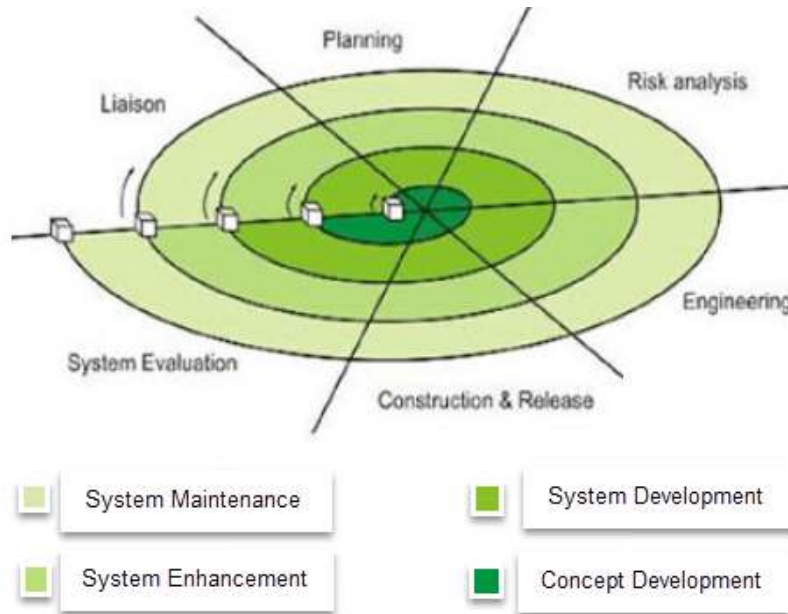 Planning
Risk analysis
Liaison
Engineering
System Evaluation
Construction & Release
System Maintenance
System Development
System Enhancement
Concept Development